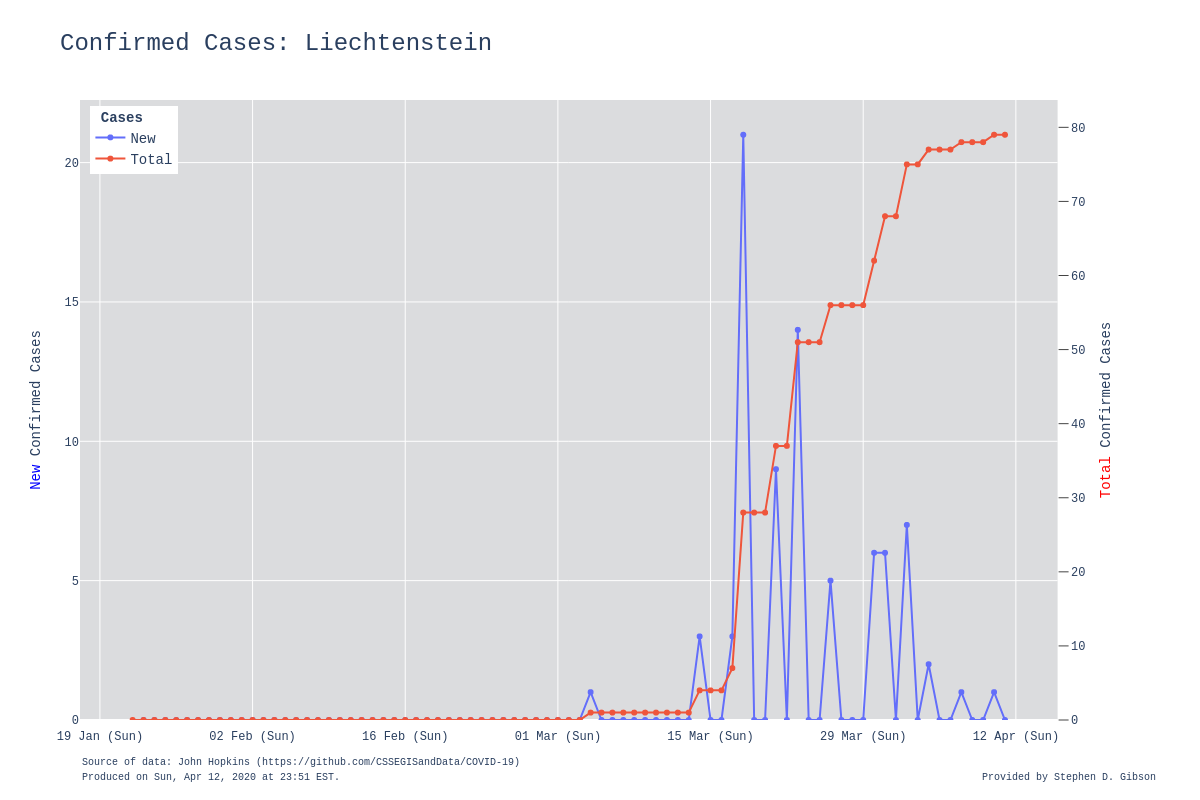 Confirmed Cases: Liechtenstein
Cases
New
Total
20
15
10
5
0
New Confirmed Cases
80
70
60
50
40
30
20
10
0
Total Confirmed Cases
19 Jan (Sun) 02 Feb (Sun) 16 Feb (Sun) 01 Mar (Sun) 15 Mar (Sun) 29 Mar (Sun) 12 Apr (Sun)
Source of data: John Hopkins (https://github.com/CSSEGISandData/COVID-19)
Produced on Sun, Apr 12, 2020 at 23:51 EST.
Provided by Stephen D. Gibson